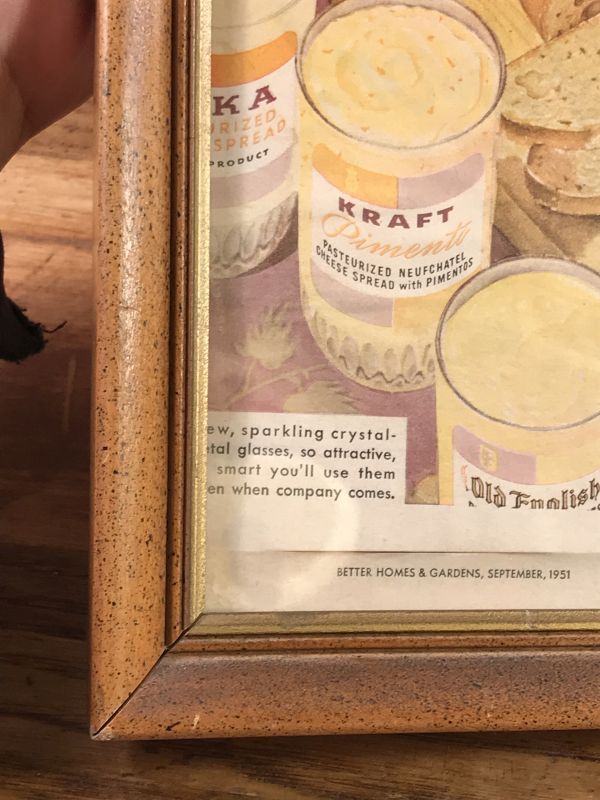 KA
RIZED
SPREAD
PRODUCT
KRAFT
Pimento
PASTEURIZED NEUFCHATEL
CHEESE SPREAD with PIMENTOS
Old English
ew, sparkling crystal-
tal glasses, so attractive,
smart you'll use them
en when company comes.
BETTER HOMES & GARDENS, SEPTEMBER, 1951